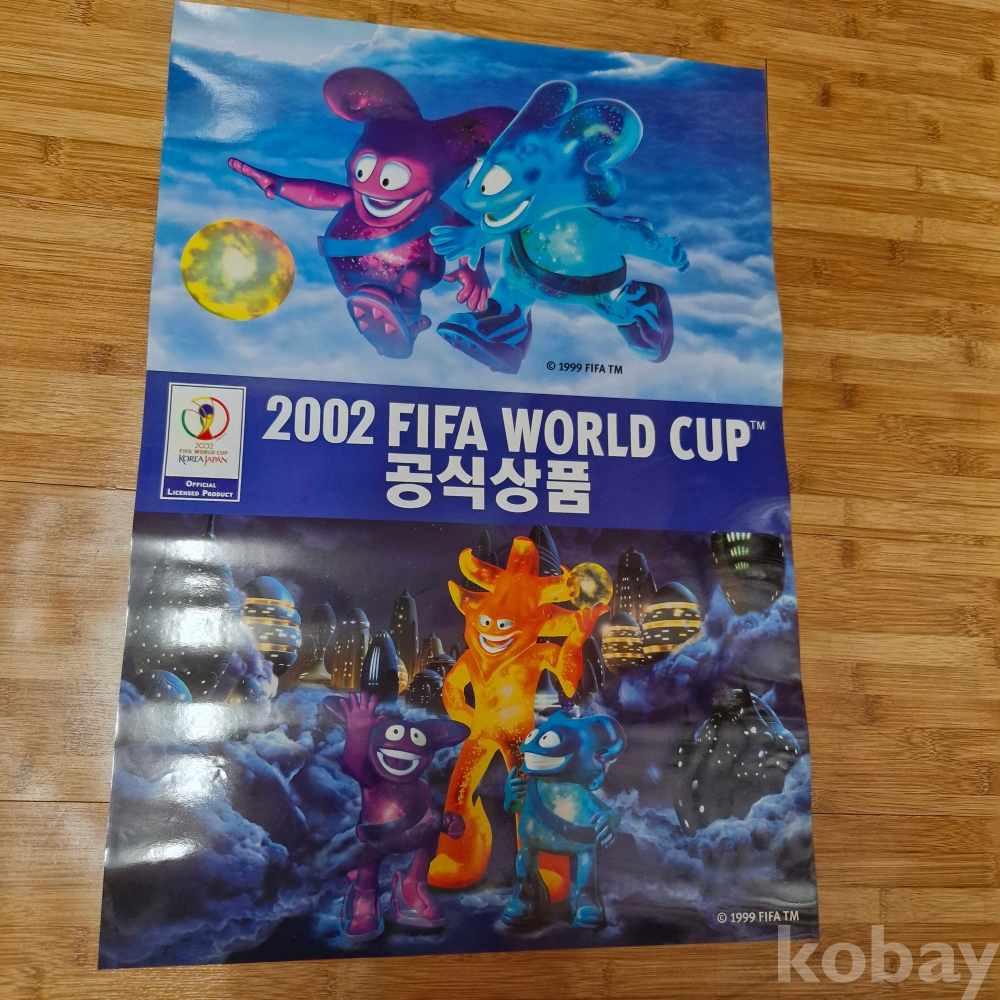 © 1999 FIFA TM
2002 FIFA WORLD CUP™
공식상품
2002
FIFA WORLD CUP
KOREA JAPAN
OFFICIAL
LICENSED PRODUCT
© 1999 FIFA TM
kobay